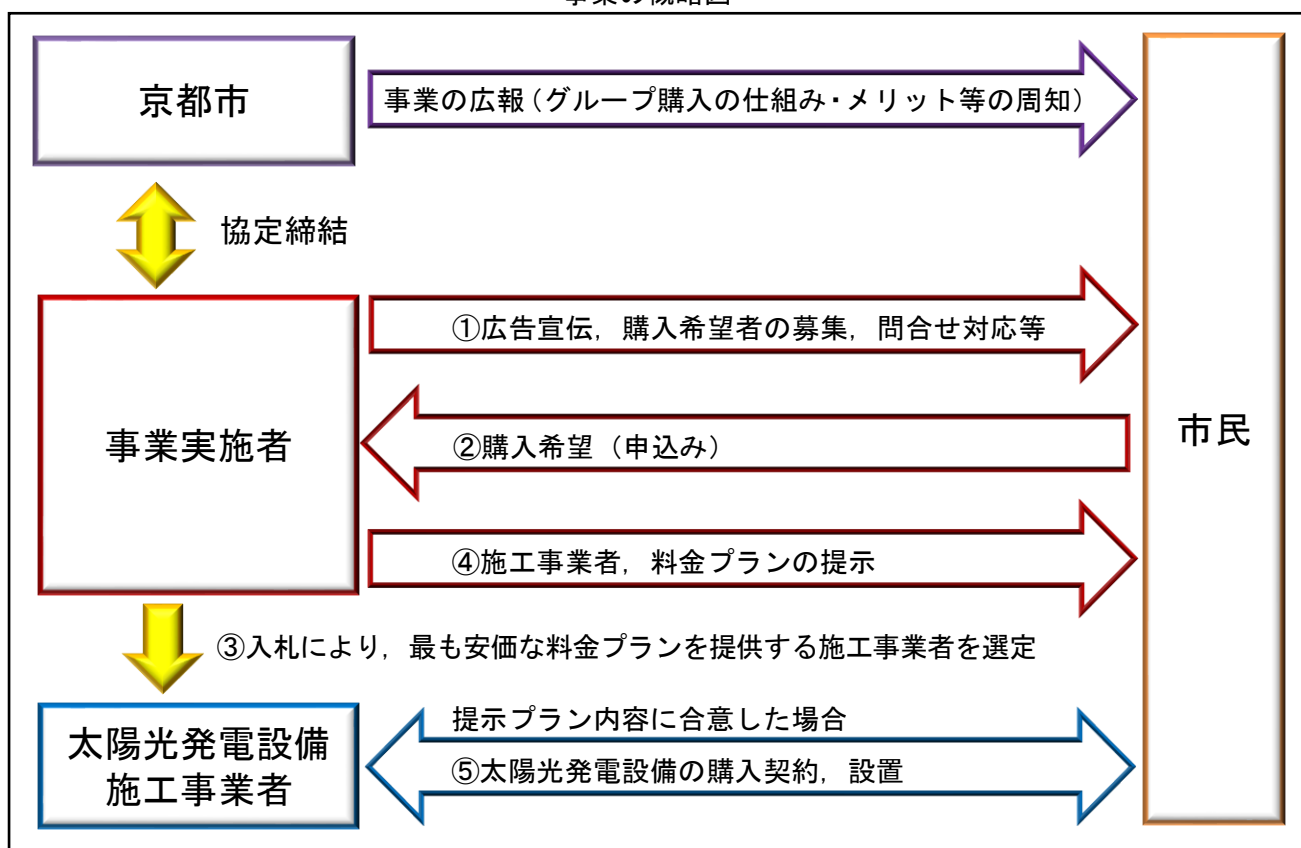 京都市
事業の広報(グループ購入の仕組み・メリット等の周知)
協定締結
事業実施者
①広告宣伝，購入希望者の募集，問合せ対応等
②購入希望（申込み）
市民
④施工事業者，料金プランの提示
③入札により，最も安価な料金プランを提供する施工事業者を選定
太陽光発電設備
施工事業者
提示プラン内容に合意した場合
⑤太陽光発電設備の購入契約，設置